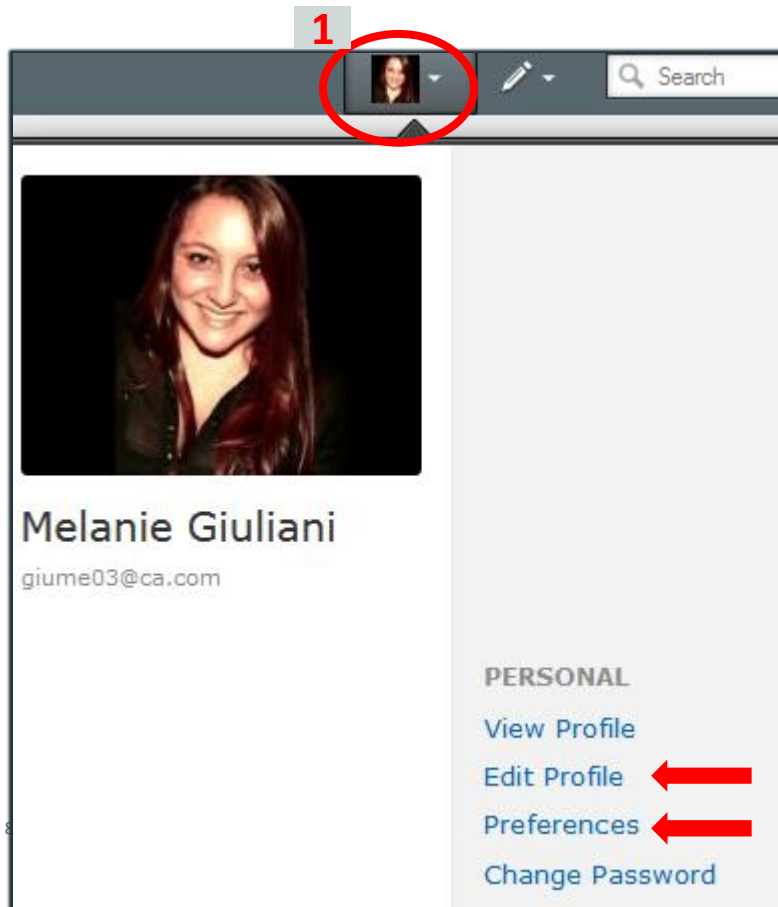 1
Search
Melanie Giuliani
giume03@ca.com
PERSONAL
View Profile
Edit Profile
Preferences
Change Password